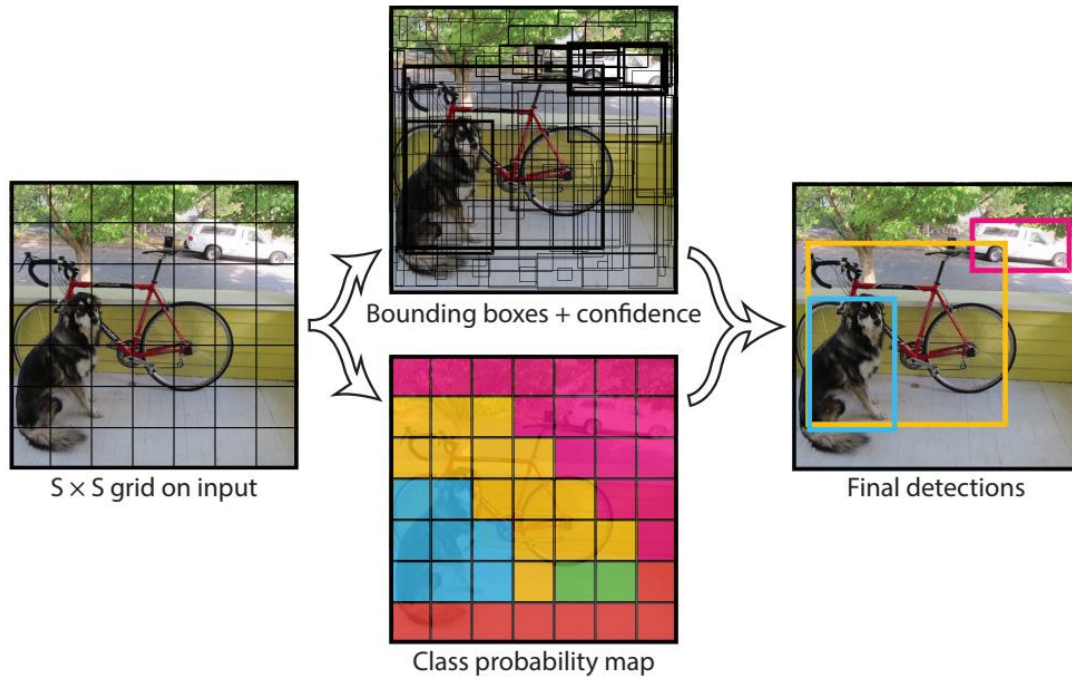 Bounding boxes + confidence
S × S grid on input
Final detections
Class probability map